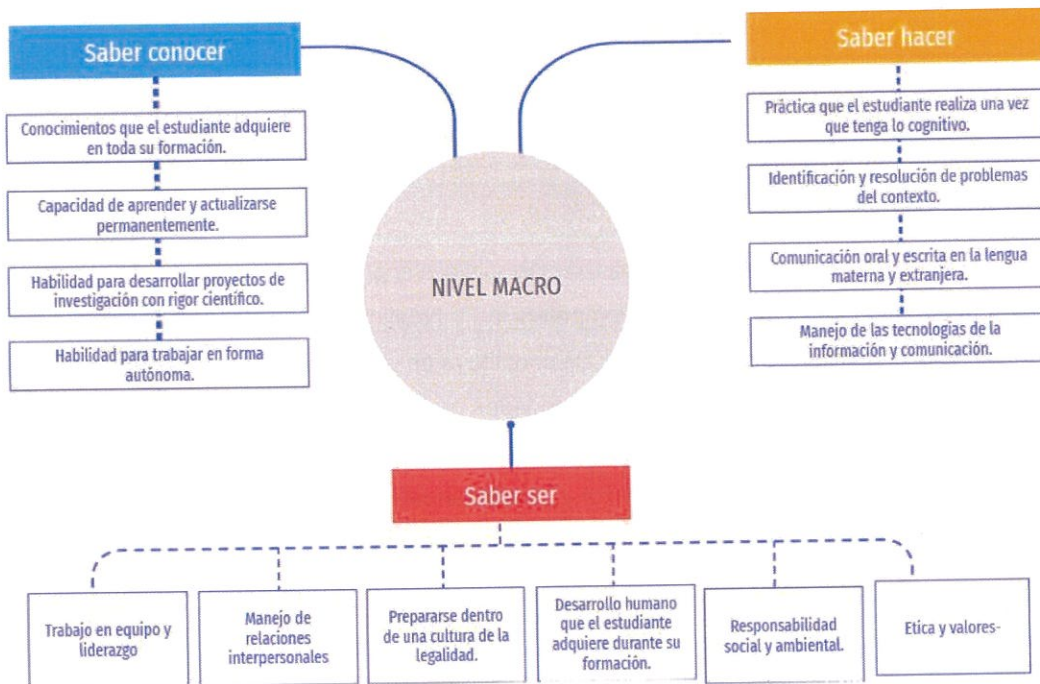 Saber conocer
Conocimientos que el estudiante adquiere
en toda su formación.
Capacidad de aprender y actualizarse
permanentemente.
Habilidad para desarrollar proyectos de
investigación con rigor científico.
Habilidad para trabajar en forma
autónoma.
Saber hacer
Práctica que el estudiante realiza una vez
que tenga lo cognitivo.
Identificación y resolución de problemas
del contexto.
Comunicación oral y escrita en la lengua
materna y extranjera.
Manejo de las tecnologías de la
información y comunicación.
NIVEL MACRO
Saber ser
Trabajo en equipo y
liderazgo
Manejo de
relaciones
interpersonales
Prepararse dentro
de una cultura de la
legalidad.
Desarrollo humano
que el estudiante
adquiere durante su
formación.
Responsabilidad
social y ambiental.
Etica y valores-